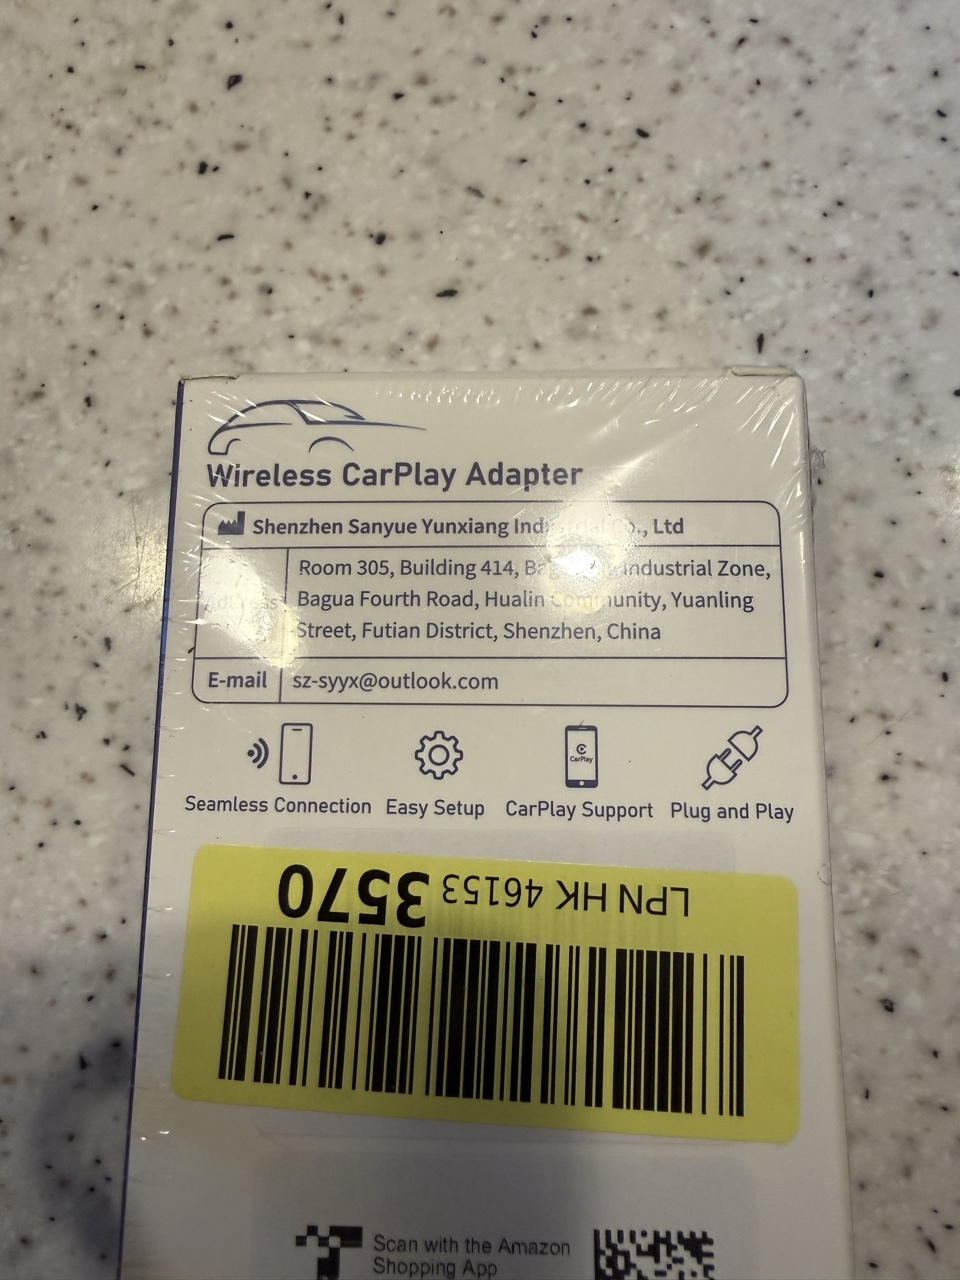 Wireless CarPlay Adapter
Shenzhen Sanyue Yunxiang Industrial Co., Ltd
Address
Room 305, Building 414, Industrial Zone,
Bagua Fourth Road, Hualin Community, Yuanling
Street, Futian District, Shenzhen, China
E-mail
sz-syyx@outlook.com
CarPlay
Seamless Connection
Easy Setup
CarPlay Support
Plug and Play
LPN HK 46153 3570
Scan with the Amazon
Shopping App